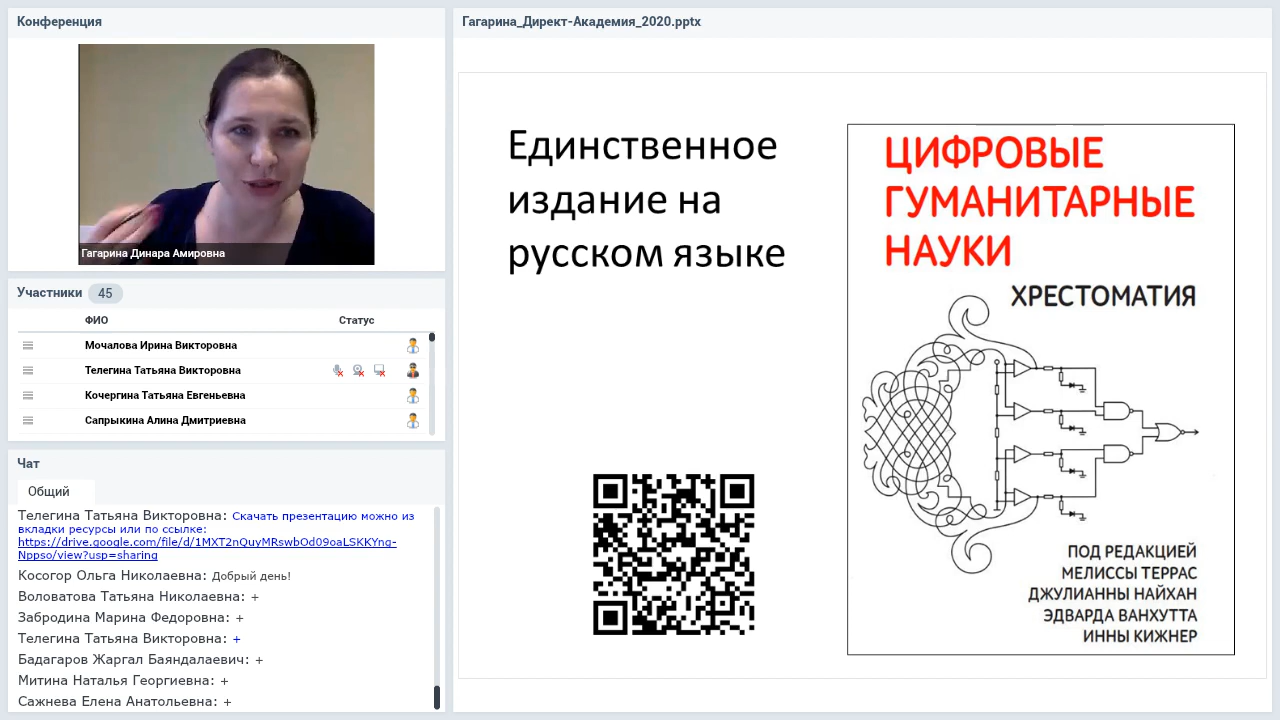 Конференция
Гагарина Динара Амировна
Участники 45
ФИО Статус
Мочалова Ирина Викторовна
Телегина Татьяна Викторовна
Кочергина Татьяна Евгеньевна
Сапрыкина Алина Дмитриевна
Чат
Общий
Телегина Татьяна Викторовна: Скачать презентацию можно из
вкладки ресурсы или по ссылке:
https://drive.google.com/file/d/1MXT2nQuyMRswbOd09oaLSKKYng-
Nppso/view?usp=sharing
Косогор Ольга Николаевна: Добрый день!
Воловатова Татьяна Николаевна: +
Забродина Марина Федоровна: +
Телегина Татьяна Викторовна: +
Бадагаров Жаргал Баяндалаевич: +
Митина Наталья Георгиевна: +
Сажнева Елена Анатольевна: +
Гагарина_Директ-Академия_2020.pptx
Единственное
издание на
русском языке
ЦИФРОВЫЕ
ГУМАНИТАРНЫЕ
НАУКИ
ХРЕСТОМАТИЯ
ПОД РЕДАКЦИЕЙ
МЕЛИССЫ ТЕРРАС
ДЖУЛИАННЫ НАЙХАН
ЭДВАРДА ВАНХУТТА
ИННЫ КИЖНЕР